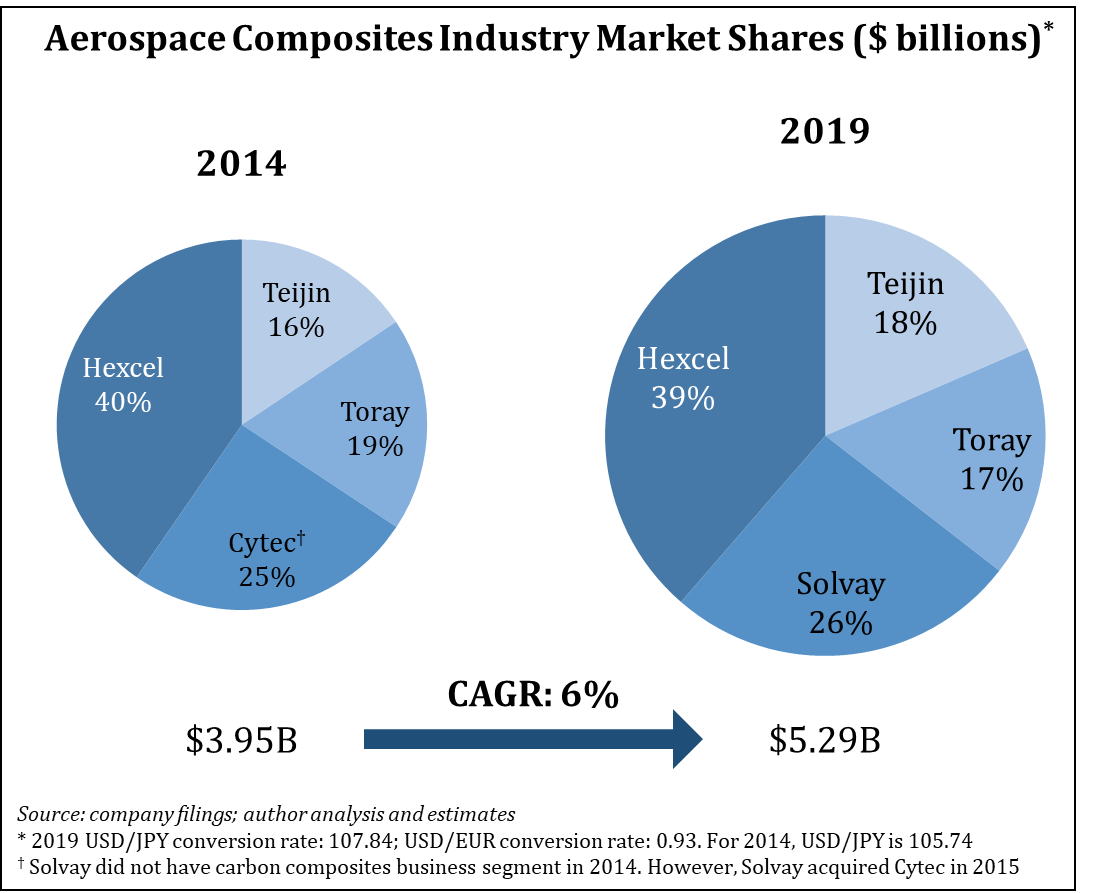 Aerospace Composites Industry Market Shares ($ billions)*
2014
Teijin
16%
Hexcel
40%
Toray
19%
Cytec†
25%
2019
Teijin
18%
Hexcel
39%
Toray
17%
Solvay
26%
CAGR: 6%
$3.95B
$5.29B
Source: company filings; author analysis and estimates
* 2019 USD/JPY conversion rate: 107.84; USD/EUR conversion rate: 0.93. For 2014, USD/JPY is 105.74
† Solvay did not have carbon composites business segment in 2014. However, Solvay acquired Cytec in 2015